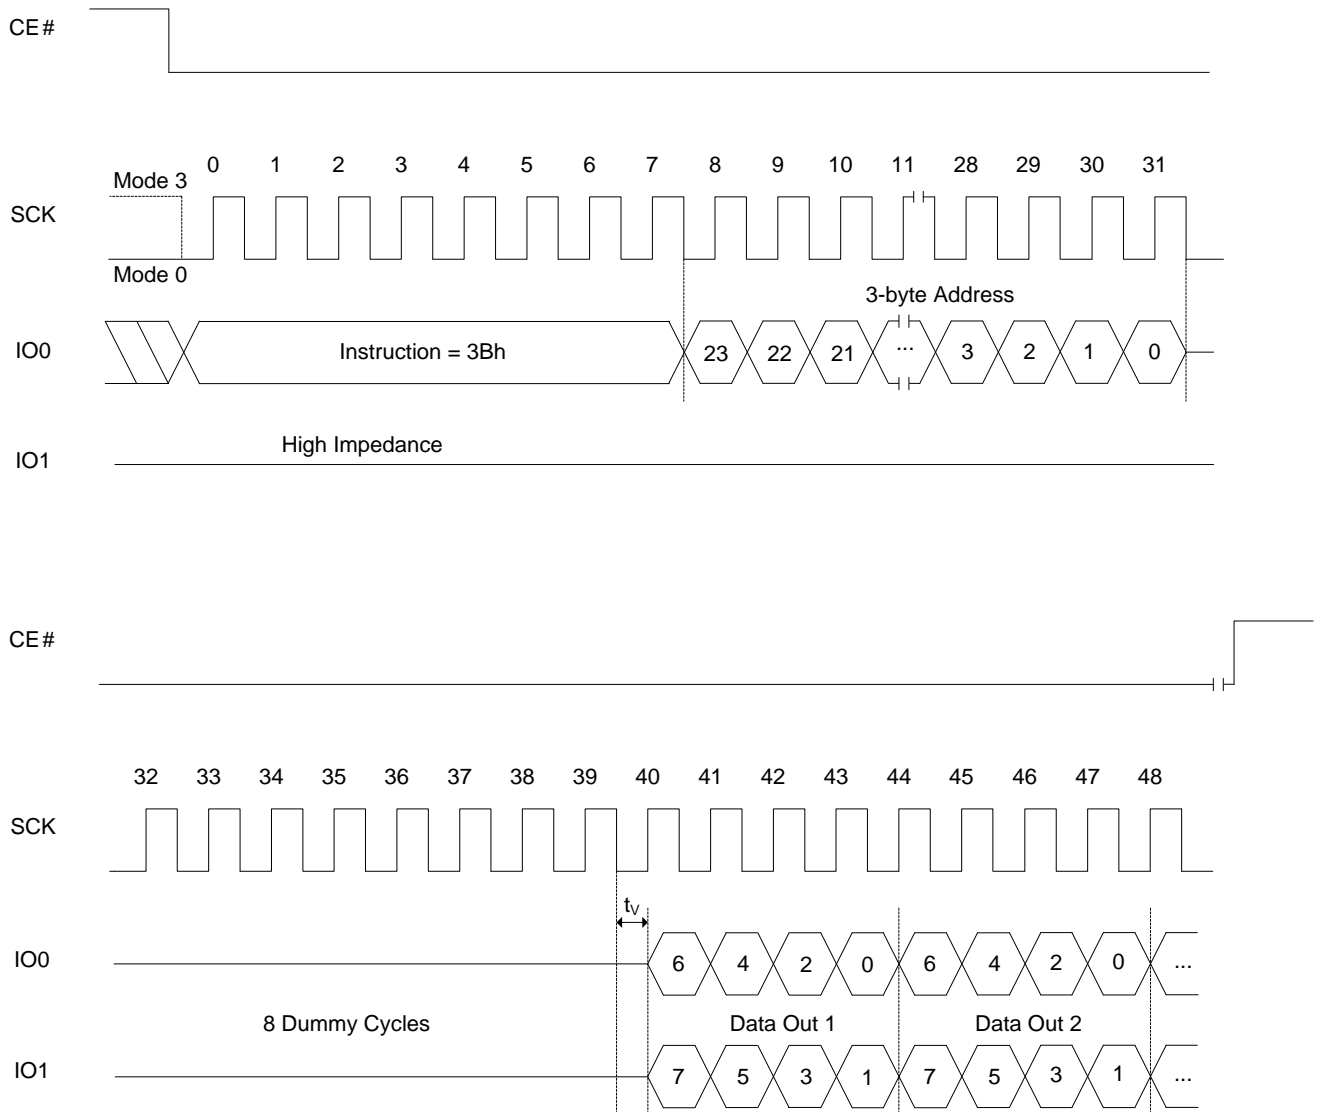 CE#
0 1 2 3 4 5 6 7 8 9 10 11 28 29 30 31
Mode 3
SCK
Mode 0
3-byte Address
IO0 Instruction = 3Bh 23 22 21 ... 3 2 1 0
High Impedance
IO1
CE#
32 33 34 35 36 37 38 39 40 41 42 43 44 45 46 47 48
SCK
tV
IO0 6 4 2 0 6 4 2 0 ...
8 Dummy Cycles Data Out 1 Data Out 2
IO1 7 5 3 1 7 5 3 1 ...